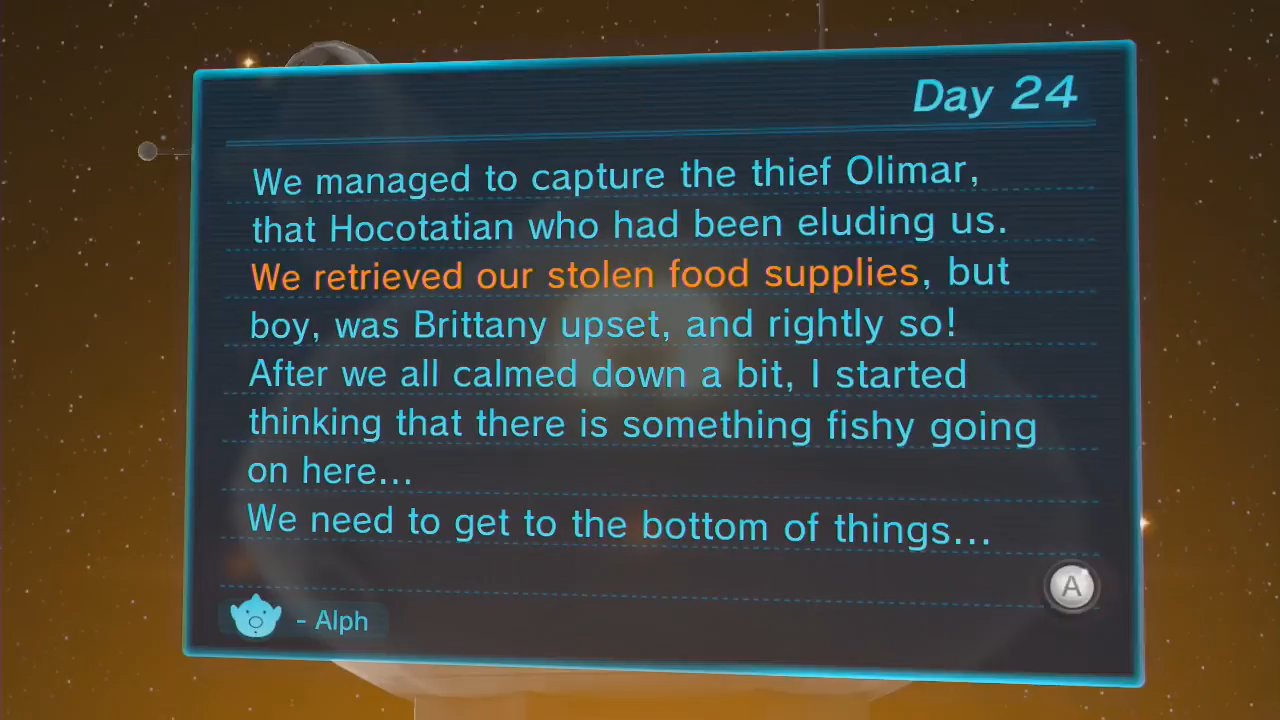 Day 24
We managed to capture the thief Olimar,
that Hocotatian who had been eluding us.
We retrieved our stolen food supplies, but
boy, was Brittany upset, and rightly so!
After we all calmed down a bit, I started
thinking that there is something fishy going
on here...
We need to get to the bottom of things...
A
- Alph